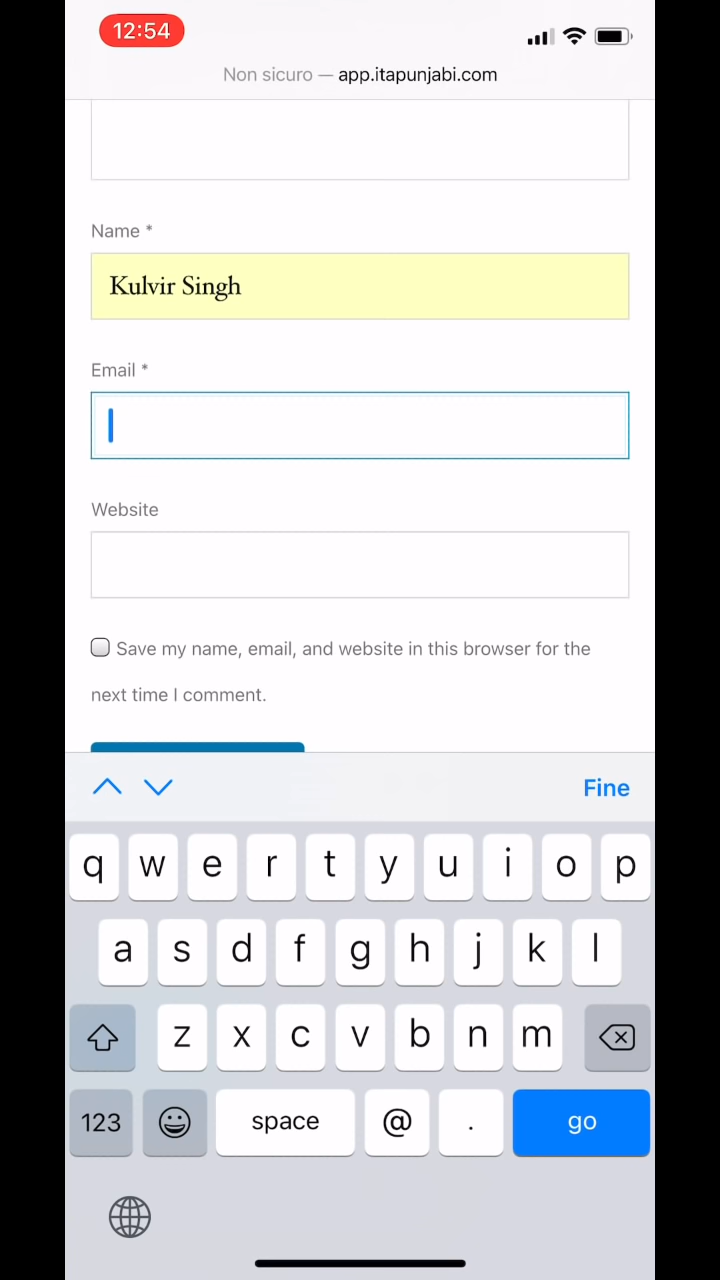 12:54
Non sicuro — app.itapunjabi.com
Name *
Kulvir Singh
Email *
Website
Save my name, email, and website in this browser for the
next time I comment.
Fine
q w e r t y u i o p
a s d f g h j k l
z x c v b n m
123 space @ . go